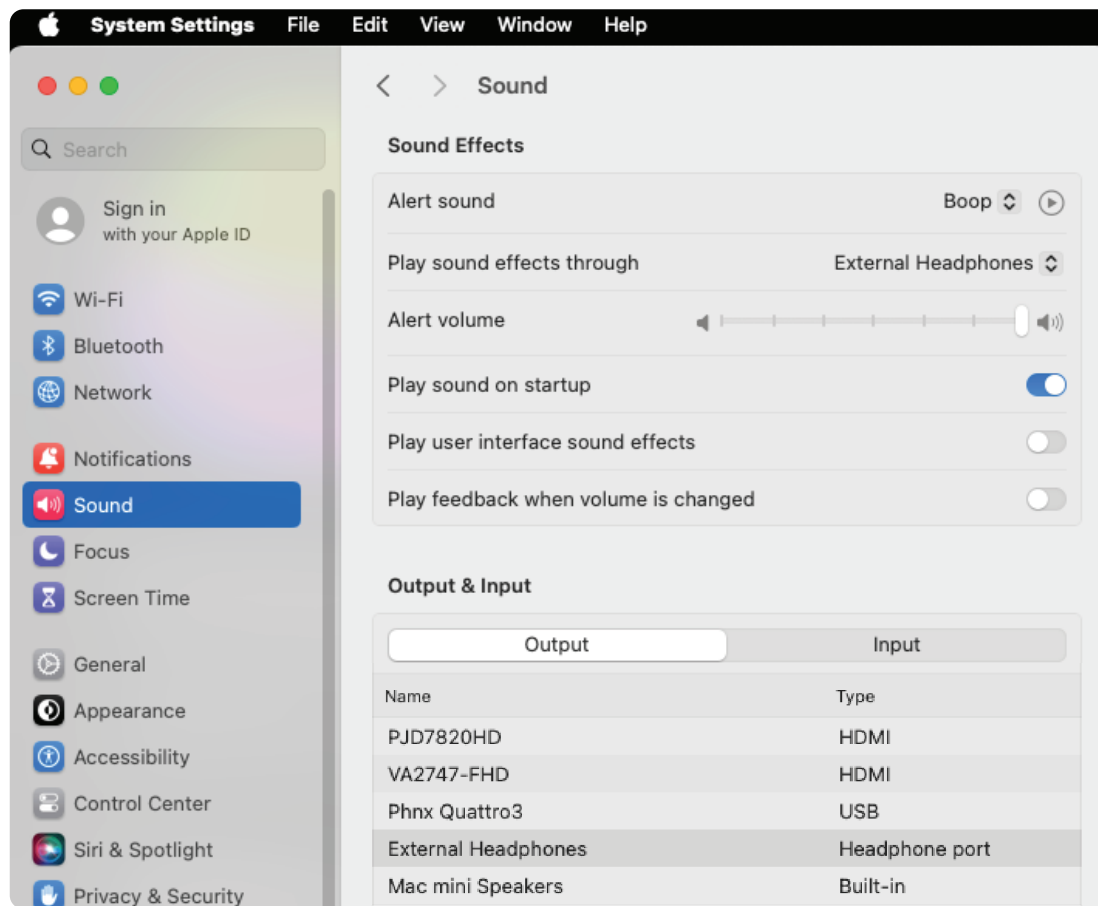 System Settings File Edit View Window Help
Search
Sign in
with your Apple ID
Wi-Fi
Bluetooth
Network
Notifications
Sound
Focus
Screen Time
General
Appearance
Accessibility
Control Center
Siri & Spotlight
Privacy & Security
Sound
Sound Effects
Alert sound Boop
Play sound effects through External Headphones
Alert volume
Play sound on startup
Play user interface sound effects
Play feedback when volume is changed
Output & Input
Output Input
Name Type
PJD7820HD HDMI
VA2747-FHD HDMI
Phnx Quattro3 USB
External Headphones Headphone port
Mac mini Speakers Built-in